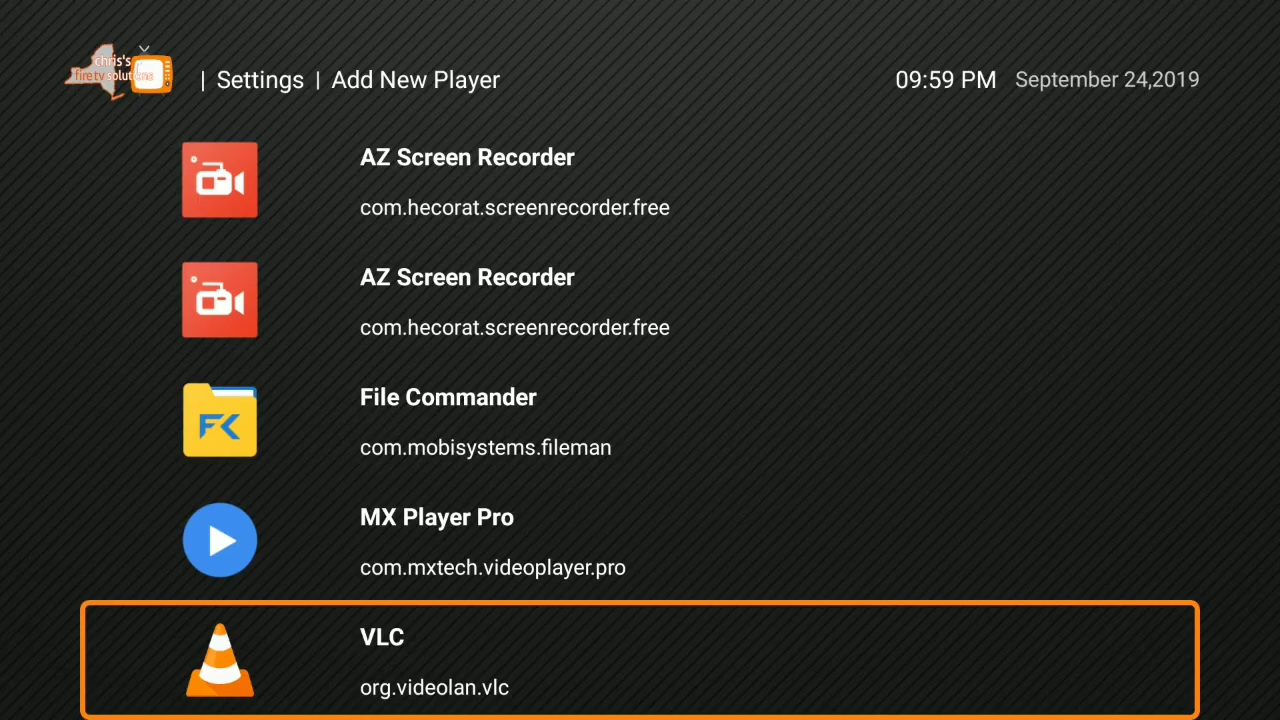 chris's
firetv solutions
| Settings | Add New Player
09:59 PM September 24,2019
AZ Screen Recorder
com.hecorat.screenrecorder.free
AZ Screen Recorder
com.hecorat.screenrecorder.free
FK
File Commander
com.mobisystems.fileman
MX Player Pro
com.mxtech.videoplayer.pro
VLC
org.videolan.vlc